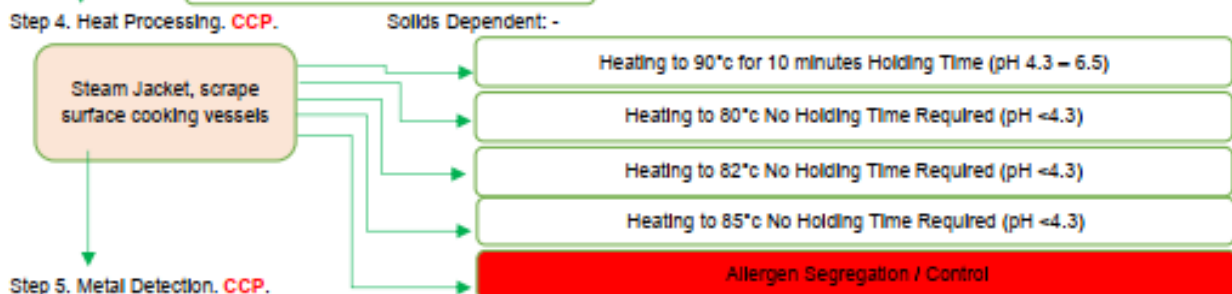 Step 4. Heat Processing. CCP.
Solids Dependent: -
Steam Jacket, scrape
surface cooking vessels
Heating to 90°c for 10 minutes Holding Time (pH 4.3 – 6.5)
Heating to 80°c No Holding Time Required (pH <4.3)
Heating to 82°c No Holding Time Required (pH <4.3)
Heating to 85°c No Holding Time Required (pH <4.3)
Allergen Segregation / Control
Step 5. Metal Detection. CCP.